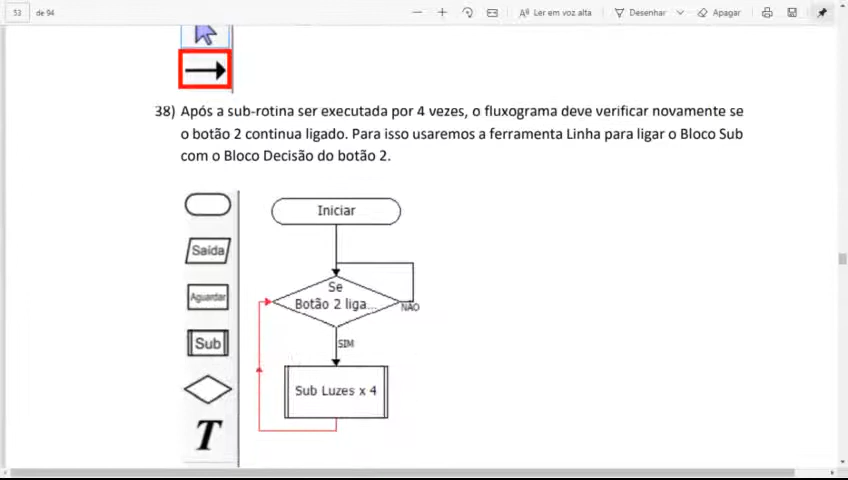 53 de 94 Ler em voz alta Desenhar Apagar
38) Após a sub-rotina ser executada por 4 vezes, o fluxograma deve verificar novamente se
o botão 2 continua ligado. Para isso usaremos a ferramenta Linha para ligar o Bloco Sub
com o Bloco Decisão do botão 2.
Iniciar
Saída
Se
Aguardar
Botão 2 liga...
NÃO
Sub
SIM
Sub Luzes x 4
T